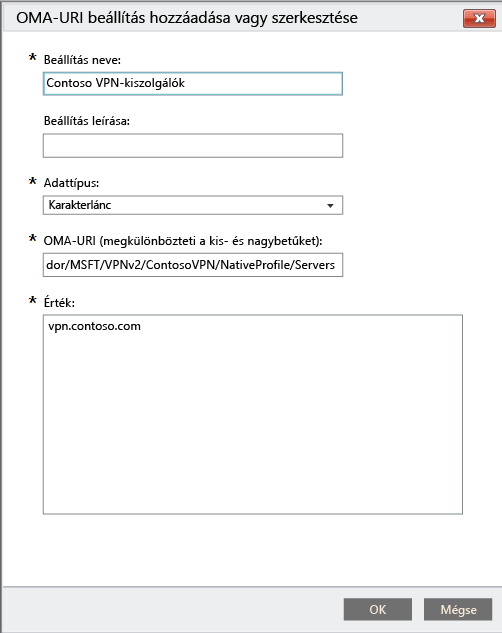 OMA-URI beállítás hozzáadása vagy szerkesztése
* Beállítás neve:
Contoso VPN-kiszolgálók
Beállítás leírása:
* Adattípus:
Karakterlánc
* OMA-URI (megkülönbözteti a kis- és nagybetűket):
dor/MSFT/VPNv2/ContosoVPN/NativeProfile/Servers
* Érték:
vpn.contoso.com
OK Mégse